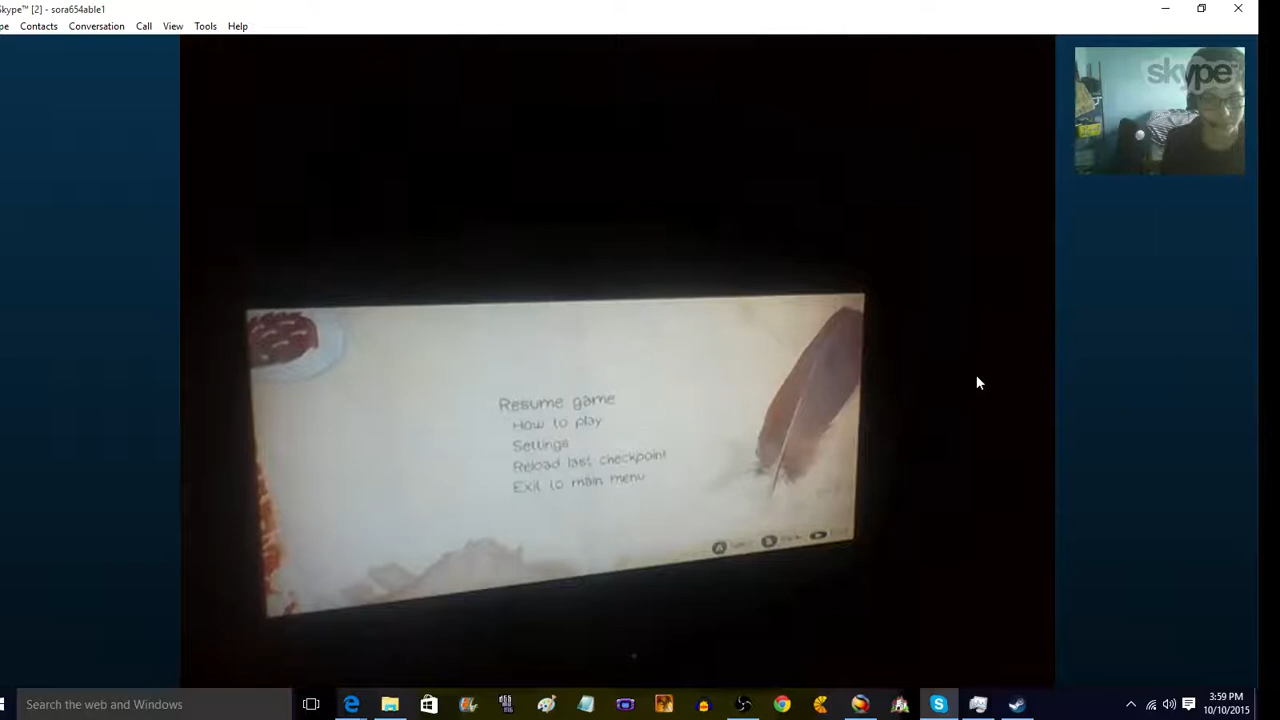 Skype™ [2] - sora654able1
pe Contacts Conversation Call View Tools Help
skype
Resume game
How to play
Settings
Reload last checkpoint
Exit to main menu
A
B
Search the web and Windows
3:59 PM
10/10/2015